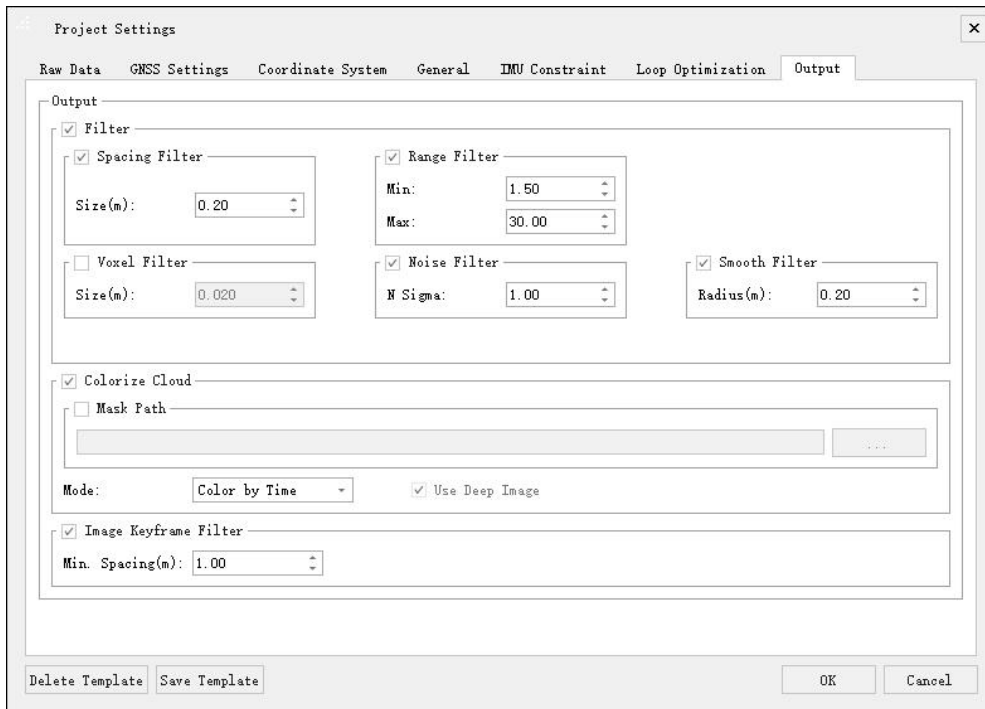 Project Settings
Raw Data GNSS Settings Coordinate System General IMU Constraint Loop Optimization Output
Output
Filter
Spacing Filter Range Filter
Size(m): 0.20 Min: 1.50
Max: 30.00
Voxel Filter Noise Filter Smooth Filter
Size(m): 0.020 N Sigma: 1.00 Radius(m): 0.20
Colorize Cloud
Mask Path
...
Mode: Color by Time Use Deep Image
Image Keyframe Filter
Min. Spacing(m): 1.00
Delete Template Save Template OK Cancel